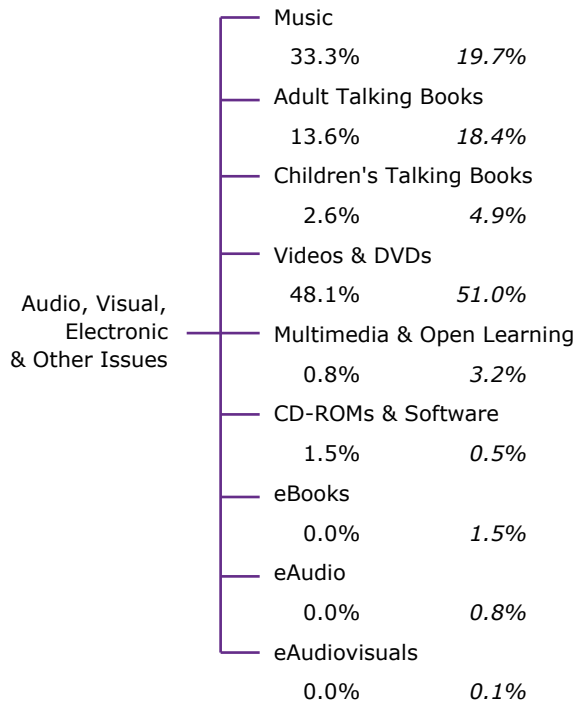 Music
33.3% 19.7%
Adult Talking Books
13.6% 18.4%
Children's Talking Books
2.6% 4.9%
Videos & DVDs
48.1% 51.0%
Audio, Visual,
Electronic
& Other Issues
Multimedia & Open Learning
0.8% 3.2%
CD-ROMs & Software
1.5% 0.5%
eBooks
0.0% 1.5%
eAudio
0.0% 0.8%
eAudiovisuals
0.0% 0.1%